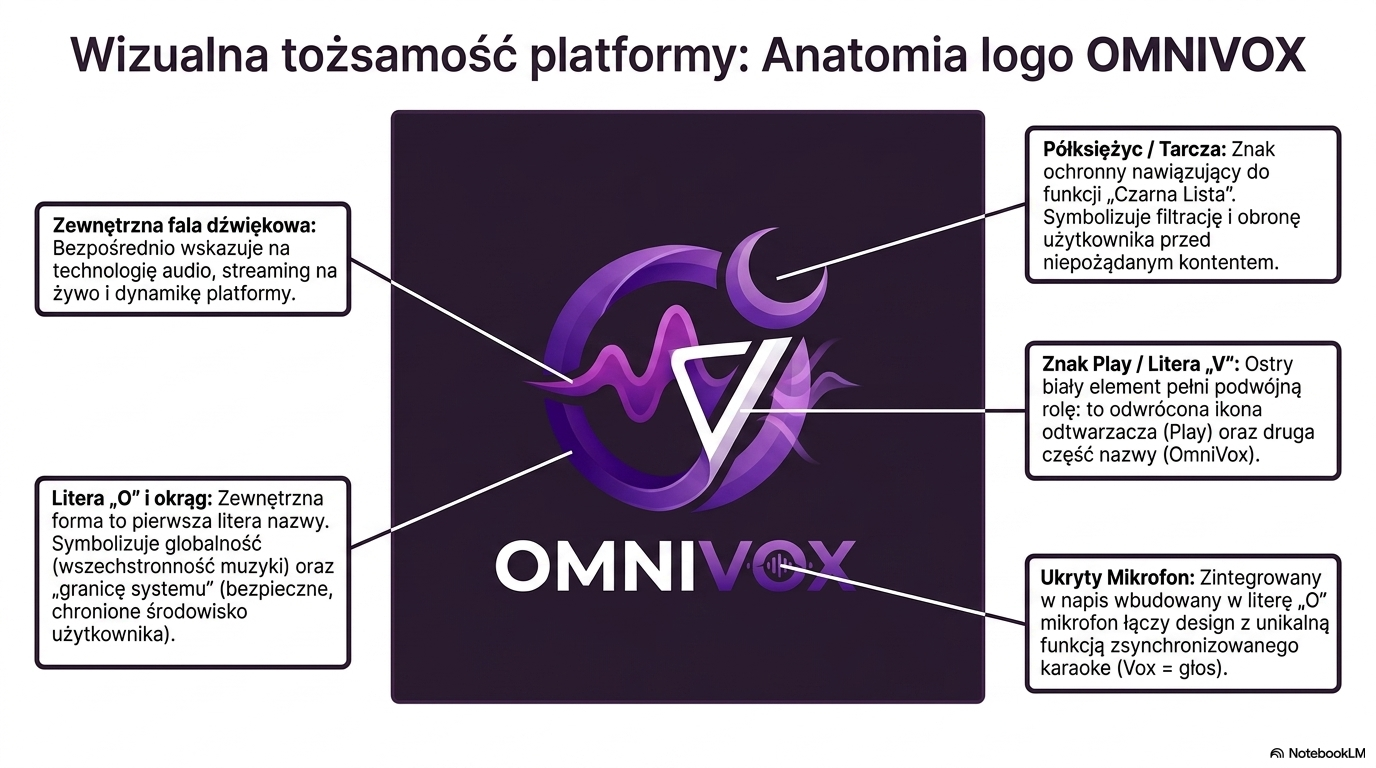 Wizualna tożsamość platformy: Anatomia logo OMNIVOX
Zewnętrzna fala dźwiękowa:
Bezpośrednio wskazuje na
technologię audio, streaming na
żywo i dynamikę platformy.
Litera „O” i okrąg: Zewnętrzna
forma to pierwsza litera nazwy.
Symbolizuje globalność
(wszechstronność muzyki) oraz
„granicę systemu” (bezpieczne,
chronione środowisko
użytkownika).
OMNIVOX
Półksiężyc / Tarcza: Znak
ochronny nawiązujący do
funkcji „Czarna Lista”.
Symbolizuje filtrację i obronę
użytkownika przed
niepożądanym kontentem.
Znak Play / Litera „V”: Ostry
biały element pełni podwójną
rolę: to odwrócona ikona
odtwarzacza (Play) oraz druga
część nazwy (OmniVox).
Ukryty Mikrofon: Zintegrowany
w napis wbudowany w literę „O”
mikrofon łączy design z unikalną
funkcją zsynchronizowanego
karaoke (Vox = głos).
NotebookLM